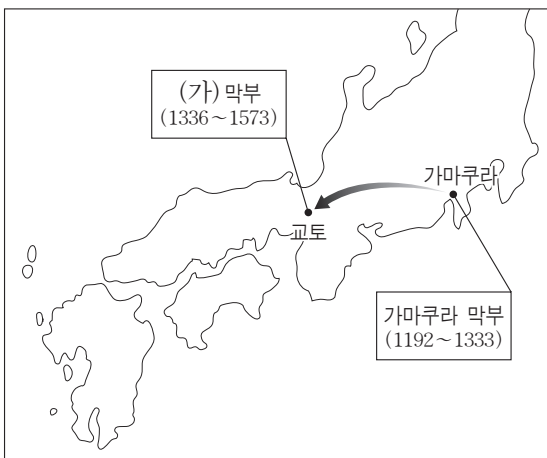 (가) 막부
(1336～1573)
가마쿠라
교토
가마쿠라 막부
(1192～1333)